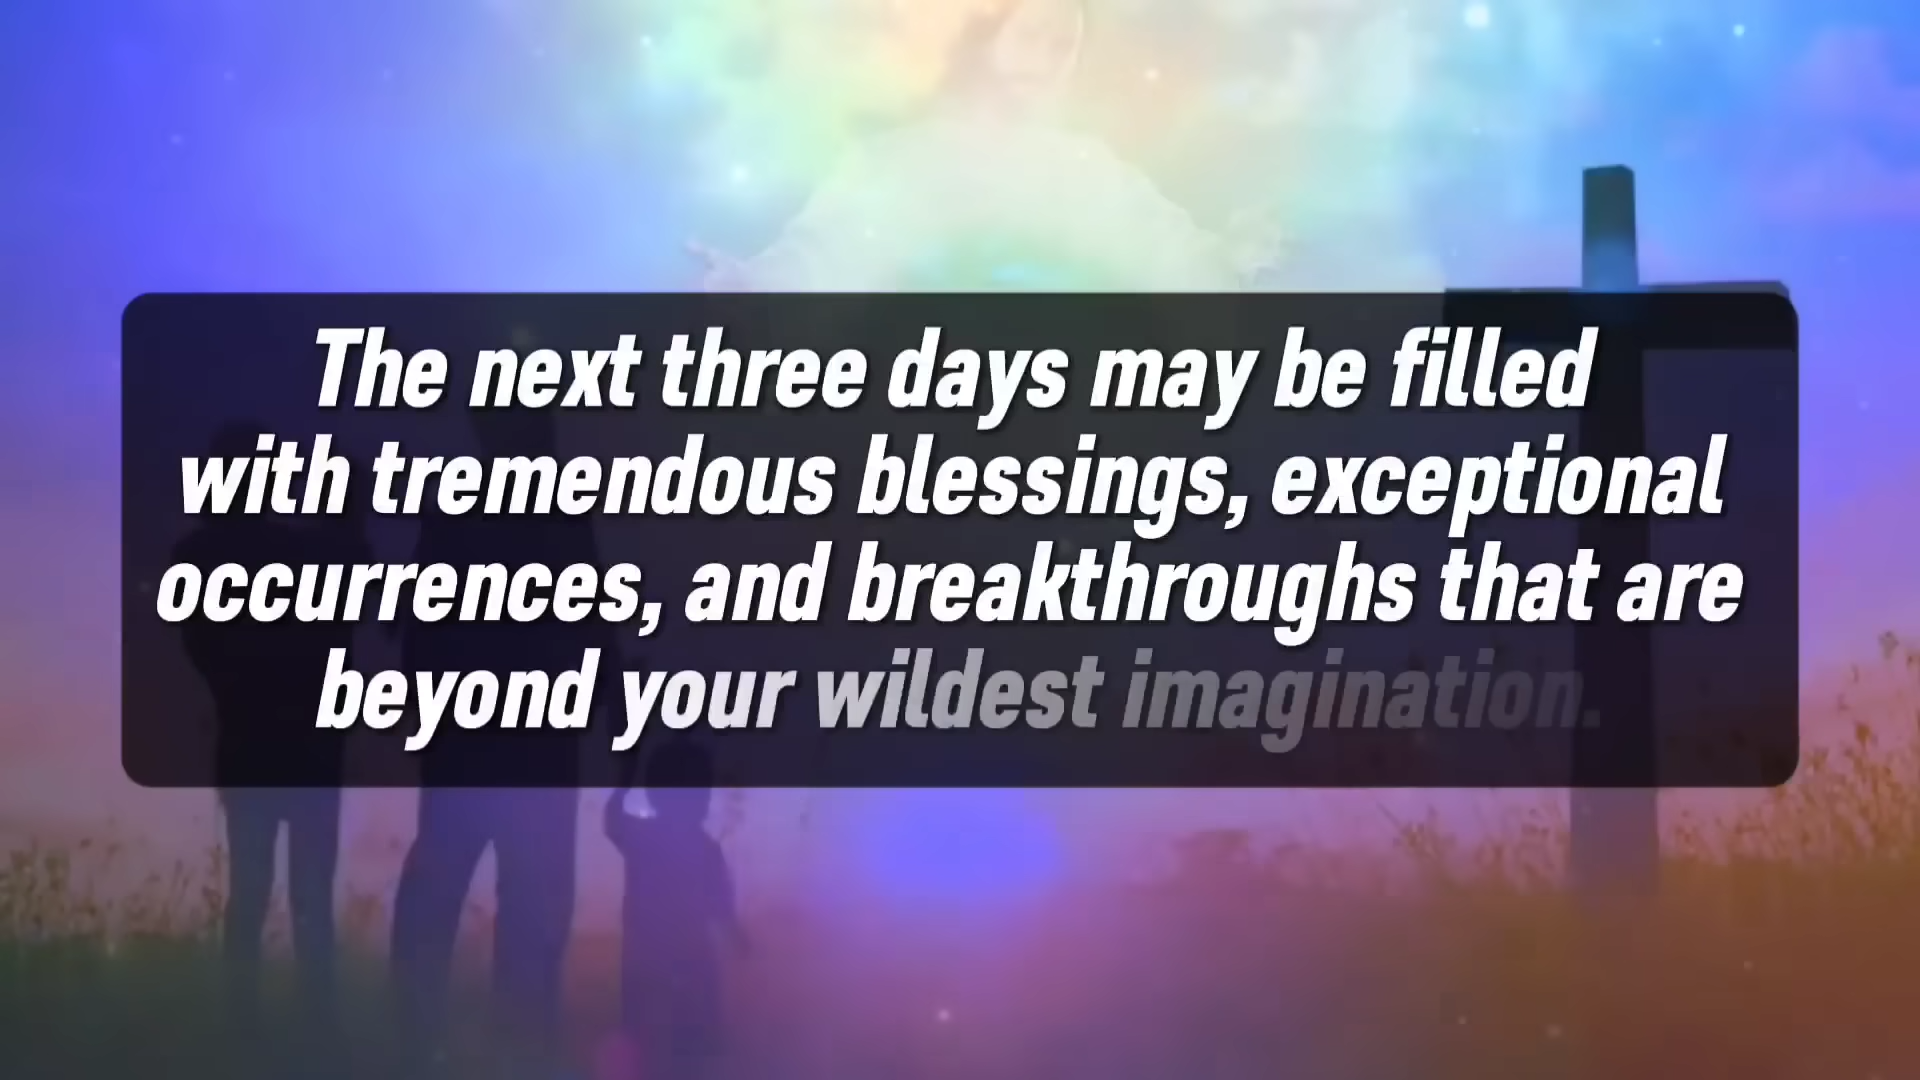 The next three days may be filled
with tremendous blessings, exceptional
occurrences, and breakthroughs that are
beyond your wildest imagination.